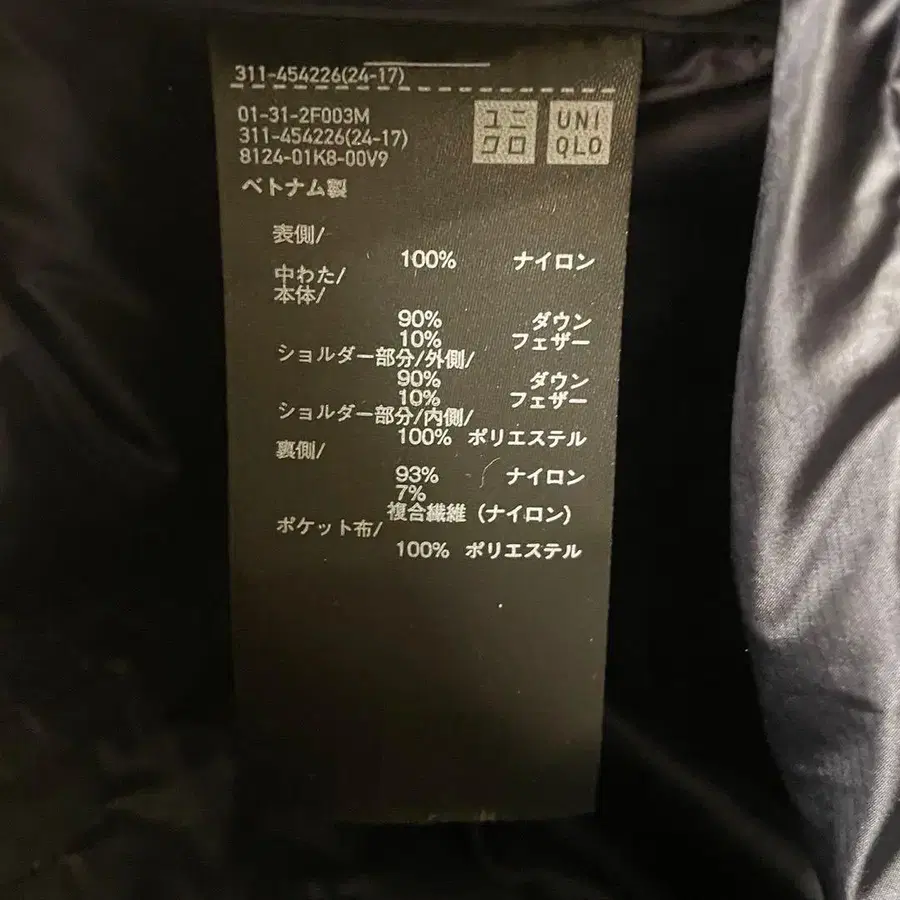 311-454226(24-17)
01-31-2F003M
311-454226(24-17)
8124-01K8-00V9
ユニ
クロ
UNI
QLO
ベトナム製
表側/
100% ナイロン
中わた/
本体/
90% ダウン
10% フェザー
ショルダー部分/外側/
90% ダウン
10% フェザー
ショルダー部分/内側/
100% ポリエステル
裏側/
93% ナイロン
7%
複合繊維 (ナイロン)
ポケット布/
100% ポリエステル